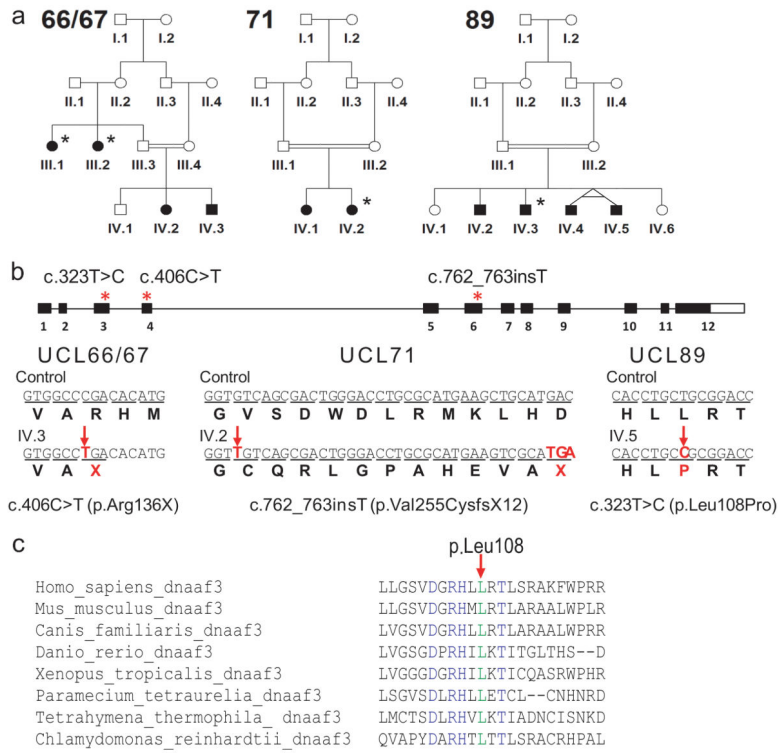 a 66/67 71 89
I.1 I.2 I.1 I.2 I.1 I.2
II.1 II.2 II.3 II.4 II.1 II.2 II.3 II.4 II.1 II.2 II.3 II.4
* * III.1 III.2 III.3 III.4 III.1 III.2 III.1 III.2
IV.1 IV.2 IV.3 IV.1 IV.2 * IV.1 IV.2 IV.3 * IV.4 IV.5 IV.6
b
c.323T>C c.406C>T c.762_763insT
* * *
1 2 3 4 5 6 7 8 9 10 11 12
UCL66/67 UCL71 UCL89
Control Control Control
GTGGCCCGACACATG GGTGTCAGCGACTGGGACCTGCGCATGAAGCTGCATGAC CACCTGCTGCGGACC
V A R H M G V S D W D L R M K L H D H L L R T
IV.3 IV.2 IV.5
GTGGCCTGACACATG GGTTGTCAGCGACTGGGACCTGCGCATGAAGTCGCATGA CACCTGCCGCGGACC
V A X G C Q R L G P A H E V A X H L P R T
c.406C>T (p.Arg136X) c.762_763insT (p.Val255CysfsX12) c.323T>C (p.Leu108Pro)
c
p.Leu108
Homo_sapiens_dnaaf3 LLGSVDGRHLLRTLSRAKFWPRR
Mus_musculus_dnaaf3 LLGSVDGRHMLRTLARAALWPLR
Canis_familiaris_dnaaf3 LVGSVDGRHLLRTLARAALWPRR
Danio_rerio_dnaaf3 LVGSGDPRHILKTITGLTHS--D
Xenopus_tropicalis_dnaaf3 LVGGGDGRHILKTICQASRWPHR
Paramecium_tetraurelia_dnaaf3 LSGVSDLRHLLETCL--CNHNRD
Tetrahymena_thermophila_ dnaaf3 LMCTSDLRHVLKTIADNCISNKD
Chlamydomonas_reinhardtii_dnaaf3 QVAPYDARHTLTTLSRACRHPAL